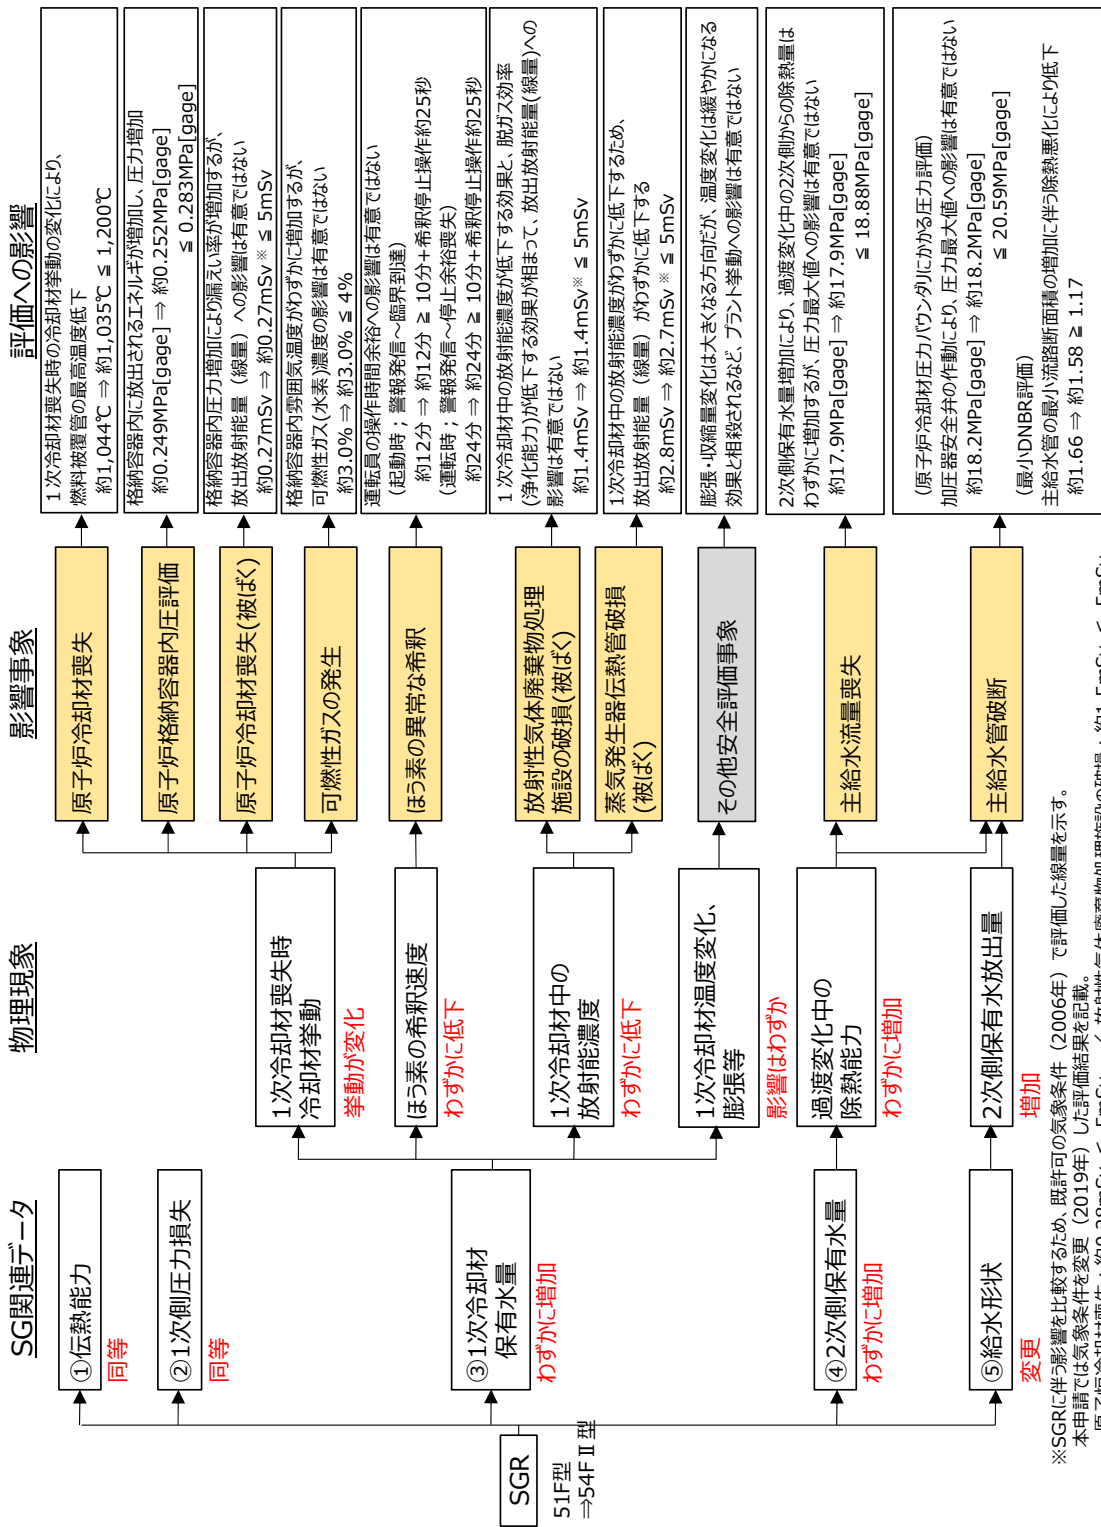 SG関連データ
物理現象
影響事象
評価への影響
SGR
51F型
⇒54FⅡ型
①伝熱能力
同等
②1次側圧力損失
同等
③1次冷却材
保有水量
わずかに増加
④2次側保有水量
わずかに増加
⑤給水形状
変更
1次冷却材喪失時
冷却材挙動
挙動が変化
ほう素の希釈速度
わずかに低下
1次冷却材中の
放射能濃度
わずかに低下
1次冷却材温度変化、
膨張等
影響はわずか
過渡変化中の
除熱能力
わずかに増加
2次側保有水放出量
増加
原子炉冷却材喪失
原子炉格納容器内圧評価
原子炉冷却材喪失(被ばく)
可燃性ガスの発生
ほう素の異常な希釈
放射性気体廃棄物処理
施設の破損(被ばく)
蒸気発生器伝熱管破損
(被ばく)
その他安全評価事象
主給水流量喪失
主給水管破断
1次冷却材喪失時の冷却材挙動の変化により、
燃料被覆管の最高温度低下
約1,044℃ ⇒ 約1,035℃ ≦ 1,200℃
格納容器内に放出されるエネルギが増加し、圧力増加
約0.249MPa[gage] ⇒ 約0.252MPa[gage]
≦ 0.283MPa[gage]
格納容器内圧力増加により漏えい率が増加するが、
放出放射能量（線量）への影響は有意ではない
約0.27mSv ⇒ 約0.27mSv※ ≦ 5mSv
格納容器内雰囲気温度がわずかに増加するが、
可燃性ガス(水素)濃度の影響は有意ではない
約3.0% ⇒ 約3.0% ≦ 4%
運転員の操作時間余裕への影響は有意ではない
(起動時；警報発信～臨界到達)
約12分 ⇒ 約12分 ≧ 10分+希釈停止操作約25秒
(運転時；警報発信～停止余裕喪失)
約24分 ⇒ 約24分 ≧ 10分+希釈停止操作約25秒
1次冷却材中の放射能濃度が低下する効果と、脱ガス効率
(浄化能力)が低下する効果が相まって、放出放射能量(線量)への
影響は有意ではない
約1.4mSv ⇒ 約1.4mSv※ ≦ 5mSv
1次冷却材中の放射能濃度がわずかに低下するため、
放出放射能量（線量）がわずかに低下する
約2.8mSv ⇒ 約2.7mSv※ ≦ 5mSv
膨張・収縮量変化は大きくなる方向だが、温度変化は緩やかになる
効果と相殺されるなど、プラント挙動への影響は有意ではない
2次側保有水量増加により、過渡変化中の2次側からの除熱量は
わずかに増加するが、圧力最大値への影響は有意ではない
約17.9MPa[gage] ⇒ 約17.9MPa[gage]
≦ 18.88MPa[gage]
(原子炉冷却材圧力バウンダリにかかる圧力評価)
加圧器安全弁の作動により、圧力最大値への影響は有意ではない
約18.2MPa[gage] ⇒ 約18.2MPa[gage]
≦ 20.59MPa[gage]
(最小DNBR評価)
主給水管の最小流路断面積の増加に伴う除熱悪化により低下
約1.66 ⇒ 約1.58 ≧ 1.17
※SGRに伴う影響を比較するため、既許可の気象条件（2006年）で評価した線量を示す。
本申請では気象条件を変更（2019年）した評価結果を記載。